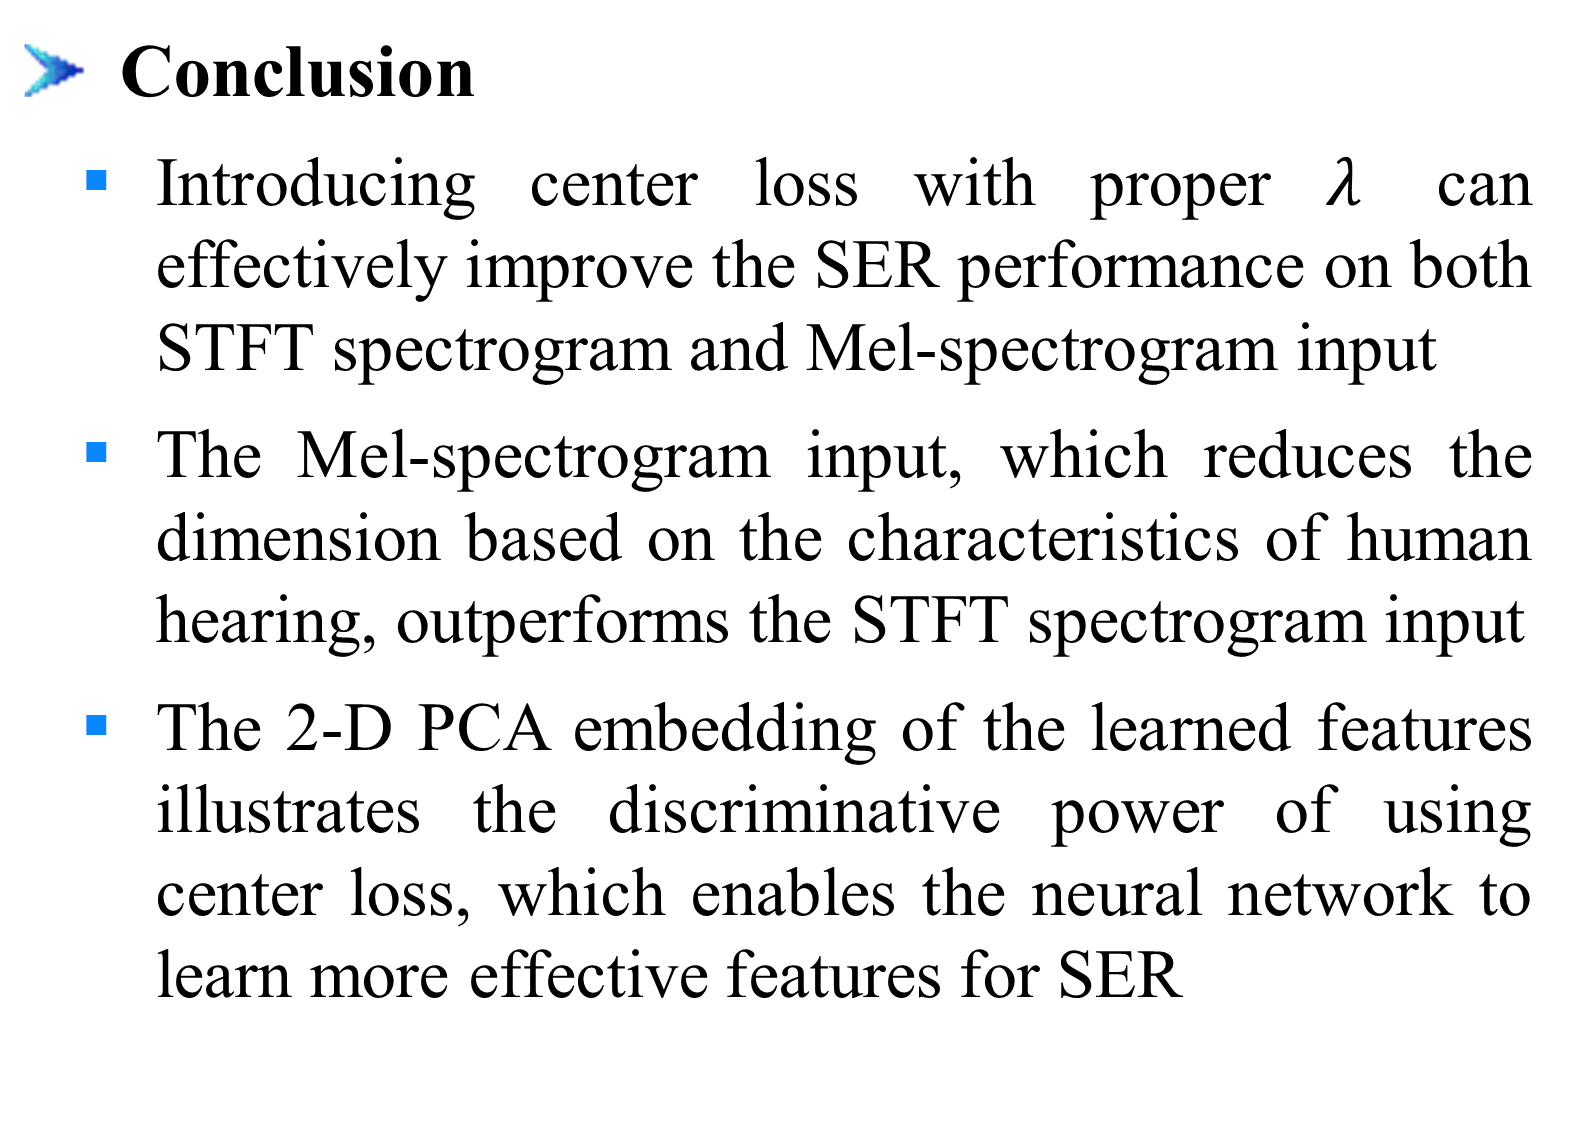 Conclusion
Introducing center loss with proper λ can
effectively improve the SER performance on both
STFT spectrogram and Mel-spectrogram input
The Mel-spectrogram input, which reduces the
dimension based on the characteristics of human
hearing, outperforms the STFT spectrogram input
The 2-D PCA embedding of the learned features
illustrates the discriminative power of using
center loss, which enables the neural network to
learn more effective features for SER